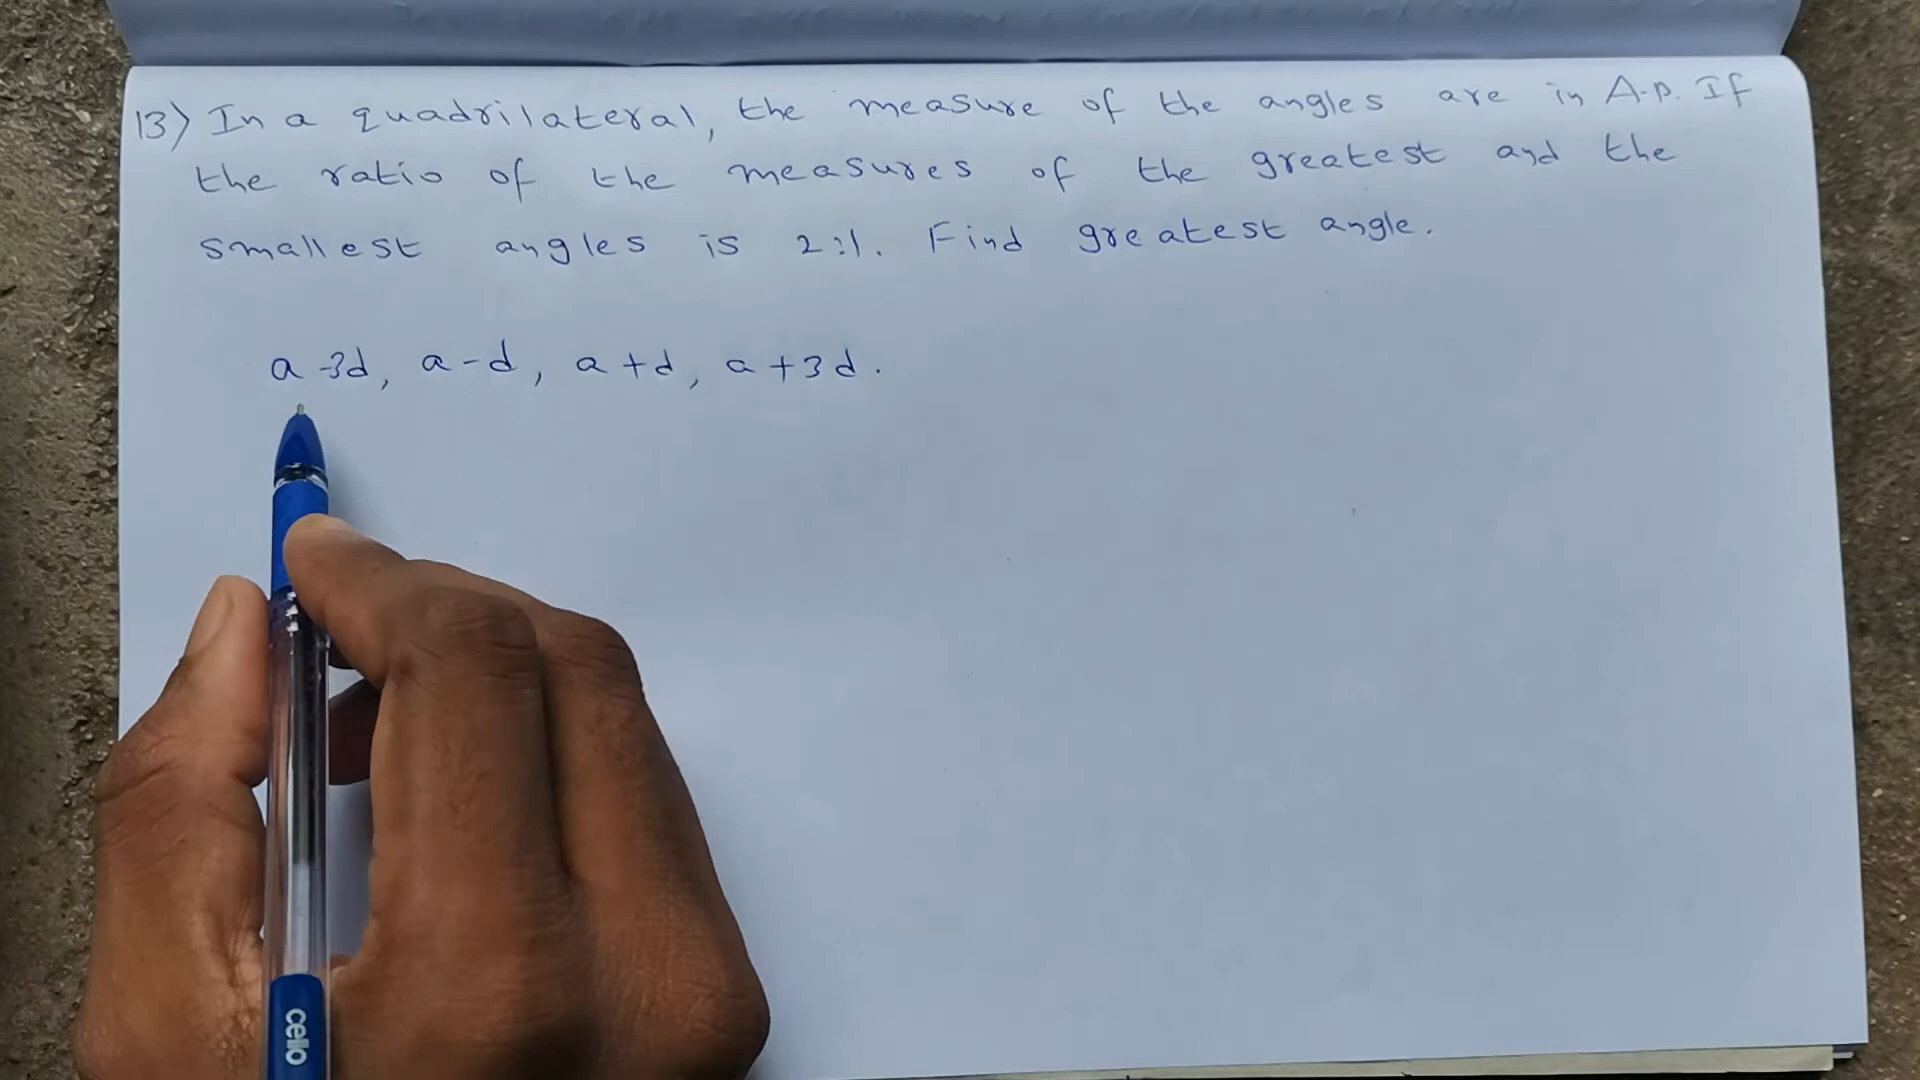 13) In a quadrilateral, the measure of the angles are in A.P. If
the ratio of the measures of the greatest and the
smallest angles is 2:1. Find greatest angle.
a-3d, a-d, a+d, a+3d.
cello